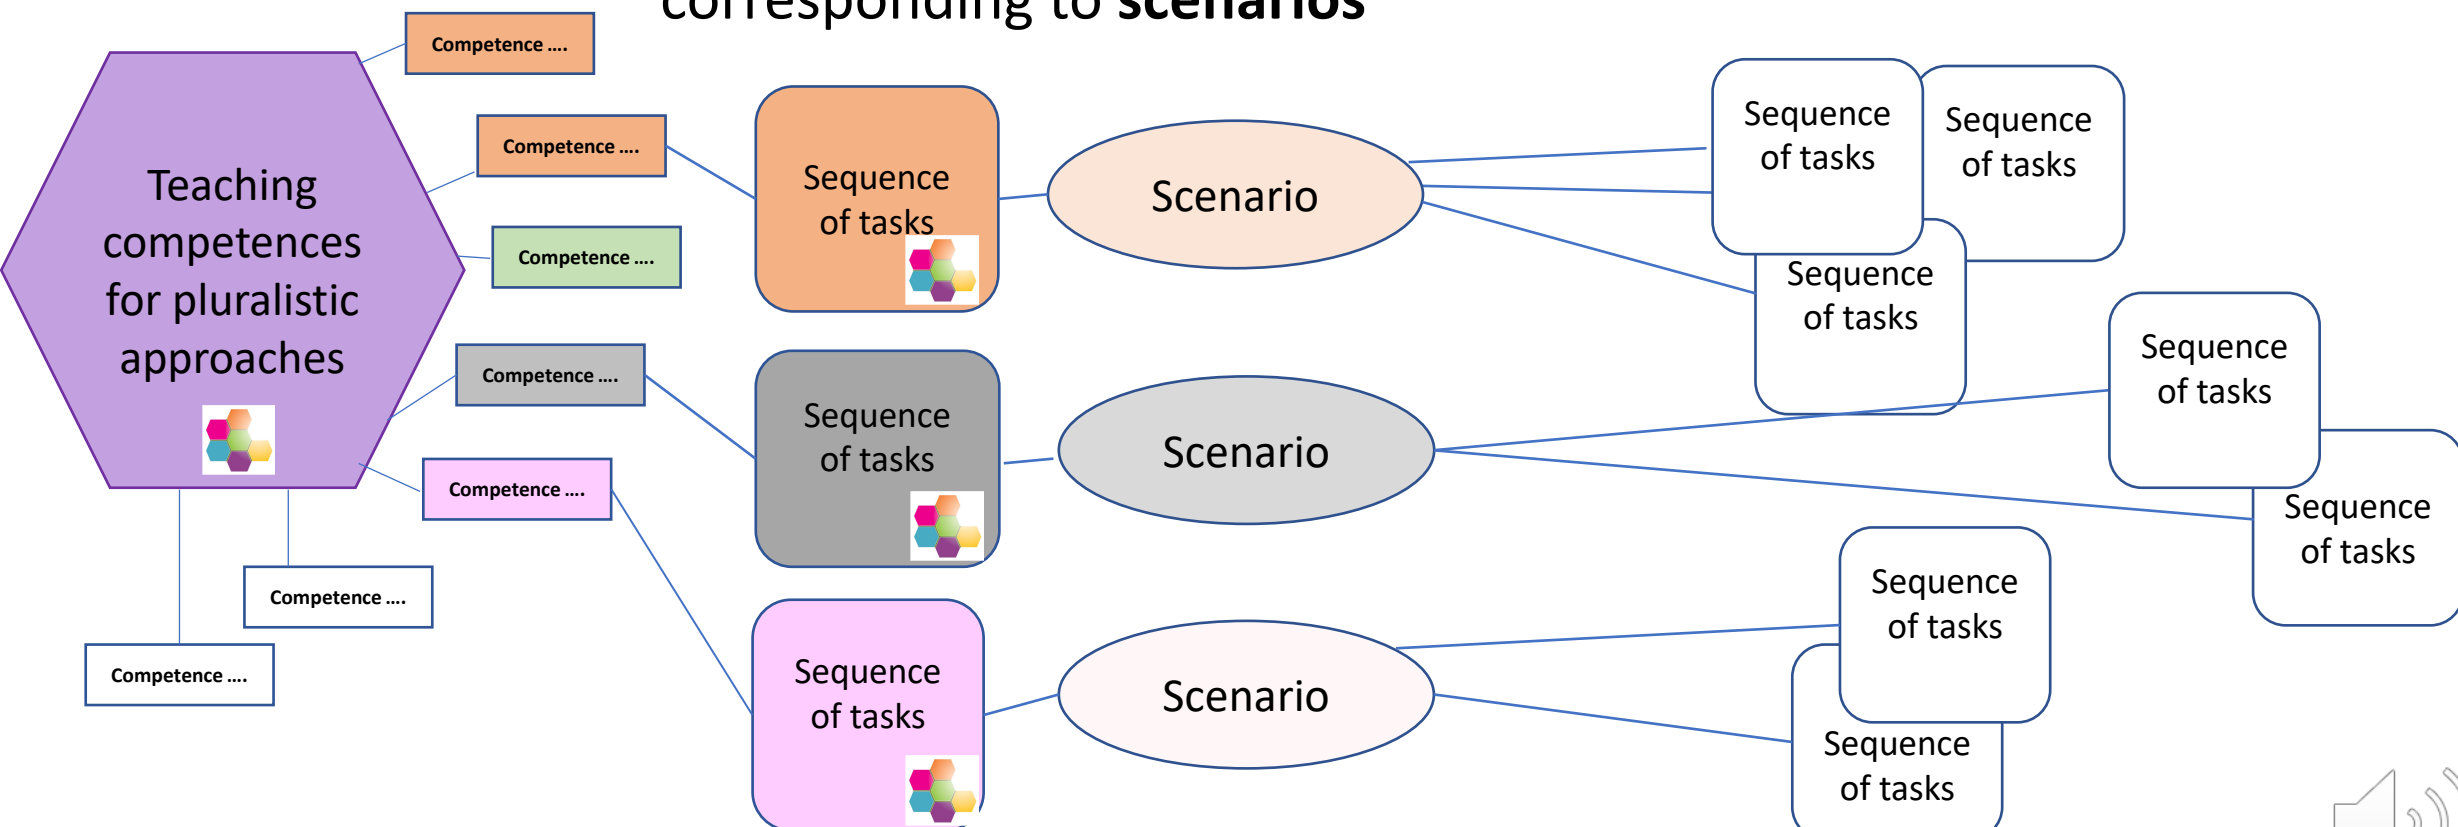 corresponding to scenarios
Competence ....
Competence ....
Competence ....
Competence ....
Competence ....
Competence ....
Competence ....
Teaching
competences
for pluralistic
approaches
Sequence
of tasks
Scenario
Sequence
of tasks
Sequence
of tasks
Sequence
of tasks
Sequence
of tasks
Scenario
Sequence
of tasks
Sequence
of tasks
Sequence
of tasks
Scenario
Sequence
of tasks
Sequence
of tasks